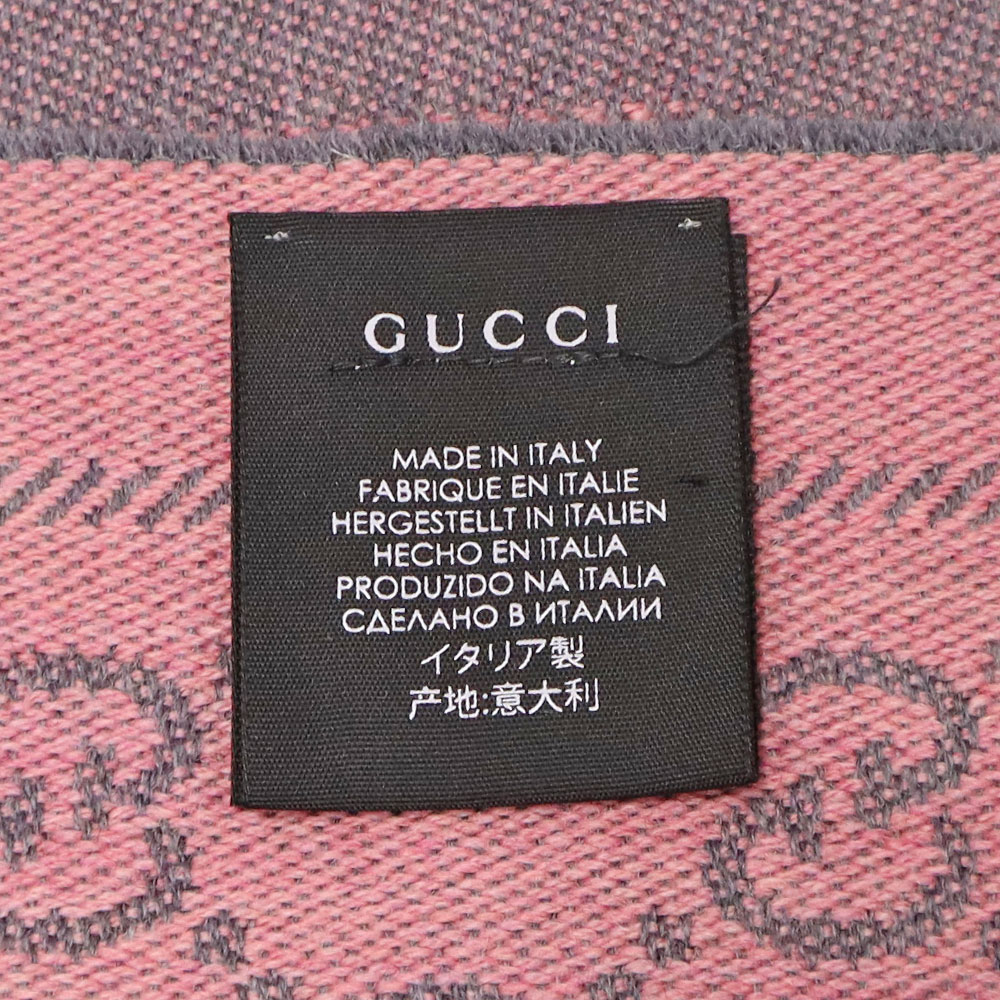 GUCCI
MADE IN ITALY
FABRIQUE EN ITALIE
HERGESTELLT IN ITALIEN
HECHO EN ITALIA
PRODUZIDO NA ITALIA
СДЕЛАНО В ИТАЛИИ
イタリア製
产地:意大利